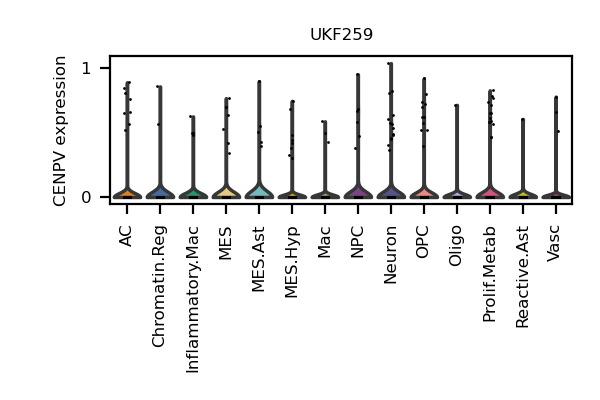 UKF259
CENPV expression
1
0
AC
Chromatin.Reg
Inflammatory.Mac
MES
MES.Ast
MES.Hyp
Mac
NPC
Neuron
OPC
Oligo
Prolif.Metab
Reactive.Ast
Vasc